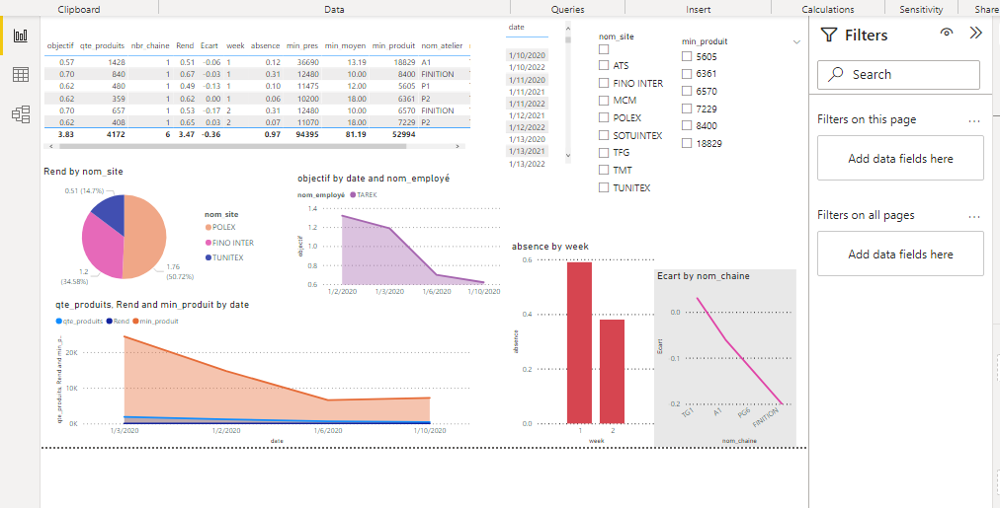 Clipboard Data Queries Insert Calculations Sensitivity Share
objectif qte_produits nbr_chaine Rend Ecart week absence min_pres min_moyen min_produit nom_atelier
0.57 1428 1 0.51 -0.06 1 0.12 36690 13.19 18829 A1
0.70 840 1 0.67 -0.03 1 0.31 12480 10.00 8400 FINITION
0.62 480 1 0.49 -0.13 1 0.10 11475 12.00 5605 P1
0.62 359 1 0.62 0.00 1 0.06 10200 18.00 6361 P2
0.70 657 1 0.53 -0.17 2 0.31 12480 10.00 6570 FINITION
0.62 408 1 0.65 0.03 2 0.07 11070 18.00 7229 P2
3.83 4172 6 3.47 -0.36 0.97 94395 81.19 52994
date
1/10/2020
1/10/2022
1/11/2020
1/11/2021
1/11/2022
1/12/2021
1/12/2022
1/13/2020
1/13/2021
1/13/2022
nom_site
ATS
FINO INTER
MCM
POLEX
SOTUINTEX
TFG
TMT
TUNITEX
min_produit
5605
6361
6570
7229
8400
18829
Filters
Search
Filters on this page ...
Add data fields here
Filters on all pages ...
Add data fields here
Rend by nom_site
0.51 (14.7%)
1.2
(34.58%)
1.76
(50.72%)
nom_site
POLEX
FINO INTER
TUNITEX
objectif by date and nom_employé
nom_employé TAREK
objectif
1.4
1.2
1.0
0.8
0.6
1/2/2020 1/3/2020 1/6/2020 1/10/2020
qte_produits, Rend and min_produit by date
qte_produits Rend min_produit
qte_produits, Rend and min_p...
20K
10K
0K
1/3/2020 1/2/2020 1/6/2020 1/10/2020
date
absence by week
absence
0.6
0.4
0.2
0.0
1 2
week
Ecart by nom_chaine
Ecart
0.0
-0.1
-0.2
TG1 A1 PG6 FINITION
nom_chaine